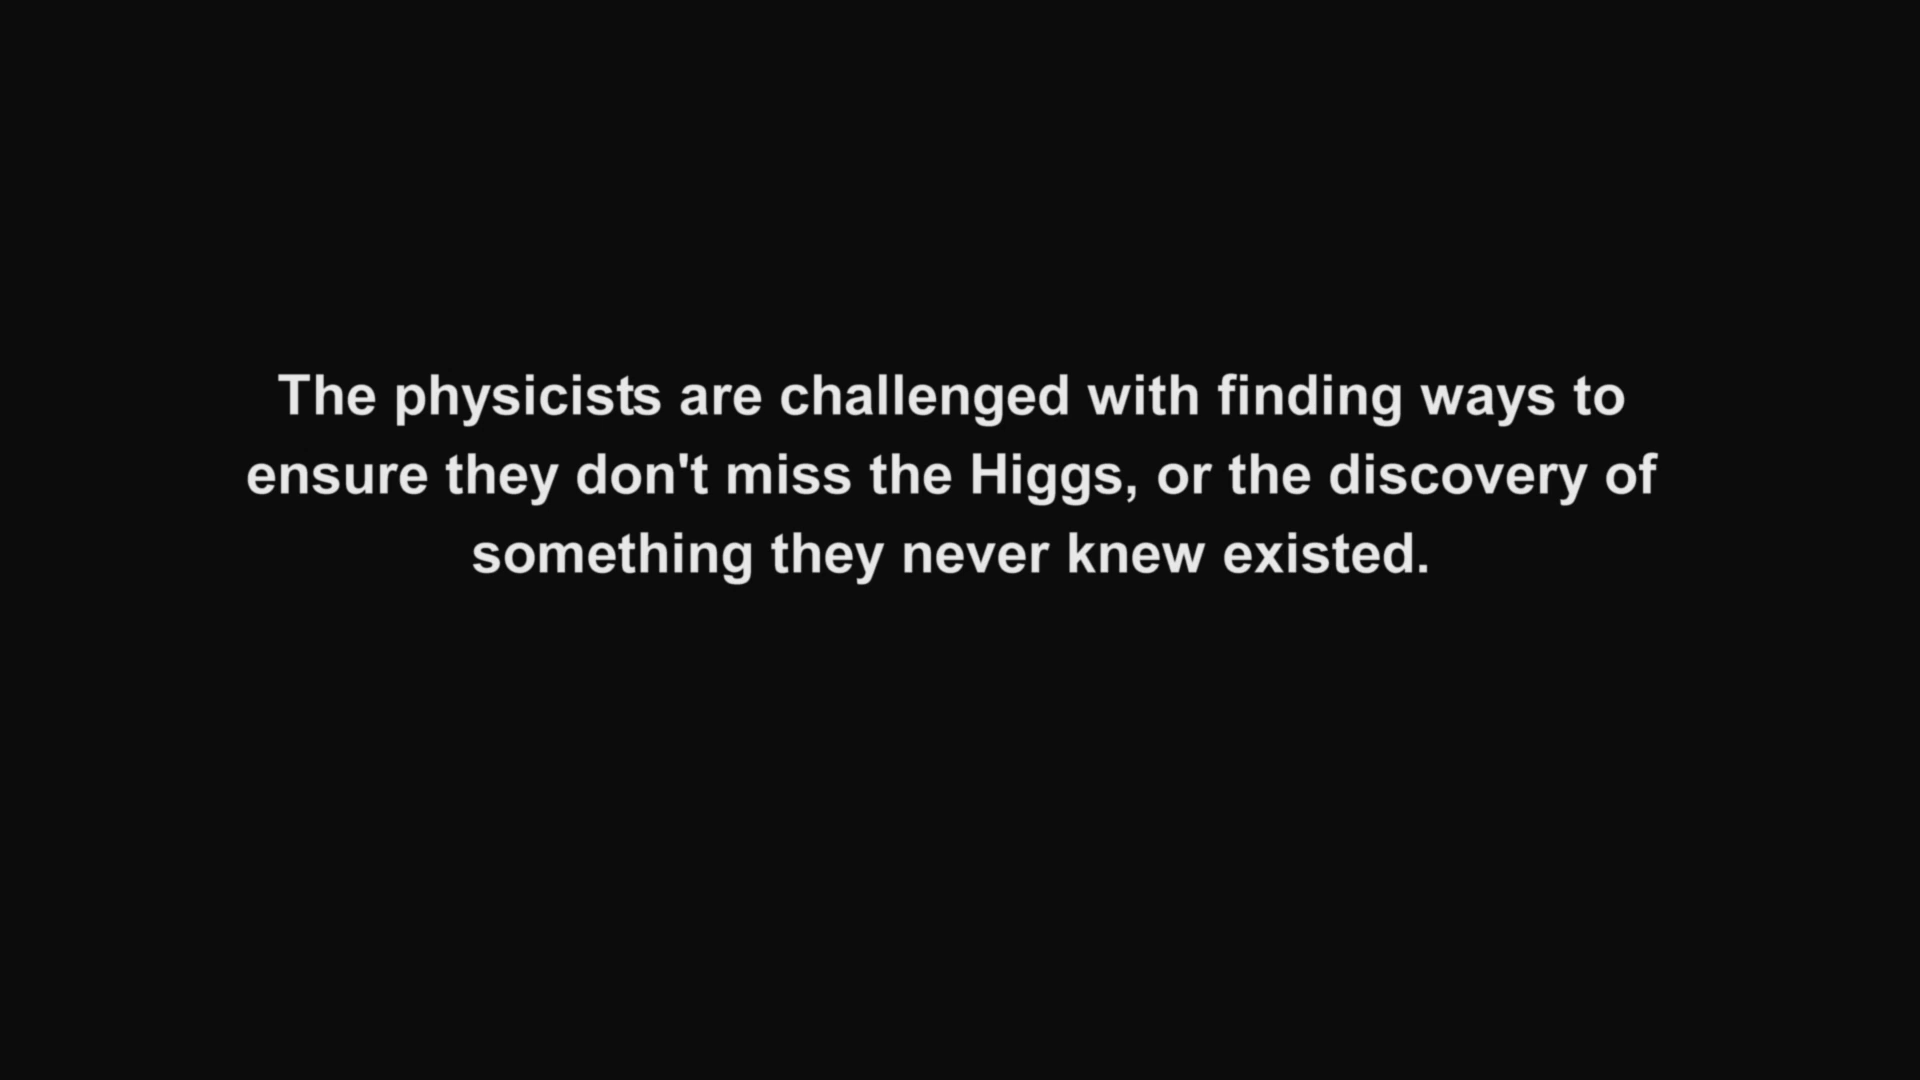 The physicists are challenged with finding ways to
ensure they don't miss the Higgs, or the discovery of
something they never knew existed.